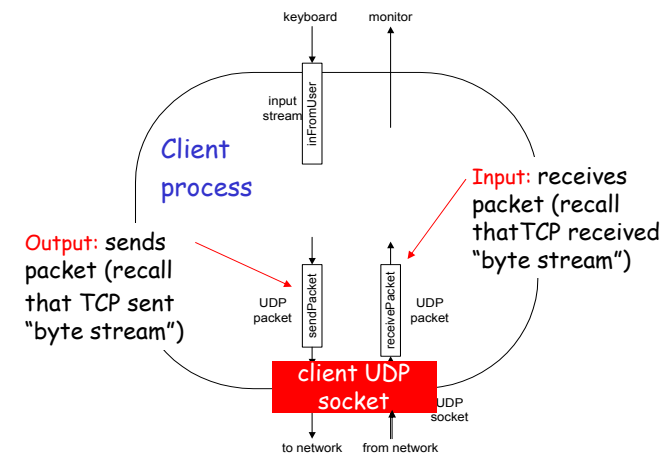 keyboard
monitor
input
stream
inFromUser
Client
process
Input: receives
packet (recall
thatTCP received
“byte stream”)
Output: sends
packet (recall
that TCP sent
“byte stream”)
UDP
packet
sendPacket
receivePacket
UDP
packet
client UDP
socket
UDP
socket
to network
from network